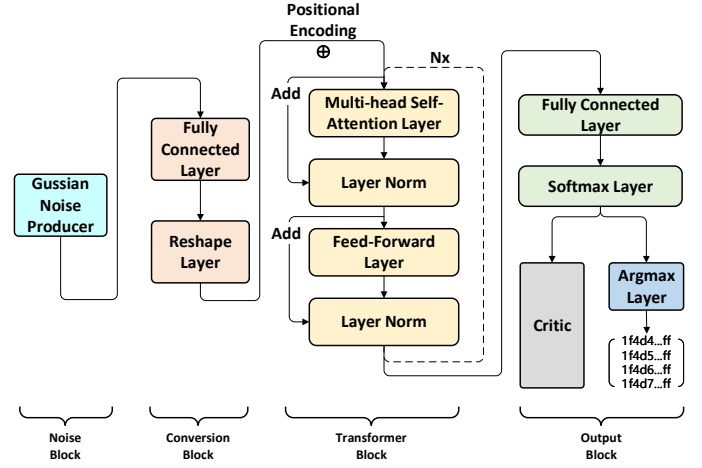 Positional
Encoding
⊕
Nx
Add
Multi-head Self-
Attention Layer
Layer Norm
Add
Feed-Forward
Layer
Layer Norm
Gussian
Noise
Producer
Fully
Connected
Layer
Reshape
Layer
Fully Connected
Layer
Softmax Layer
Critic
Argmax
Layer
1f4d4...ff
1f4d5...ff
1f4d6...ff
1f4d7...ff
Noise
Block
Conversion
Block
Transformer
Block
Output
Block